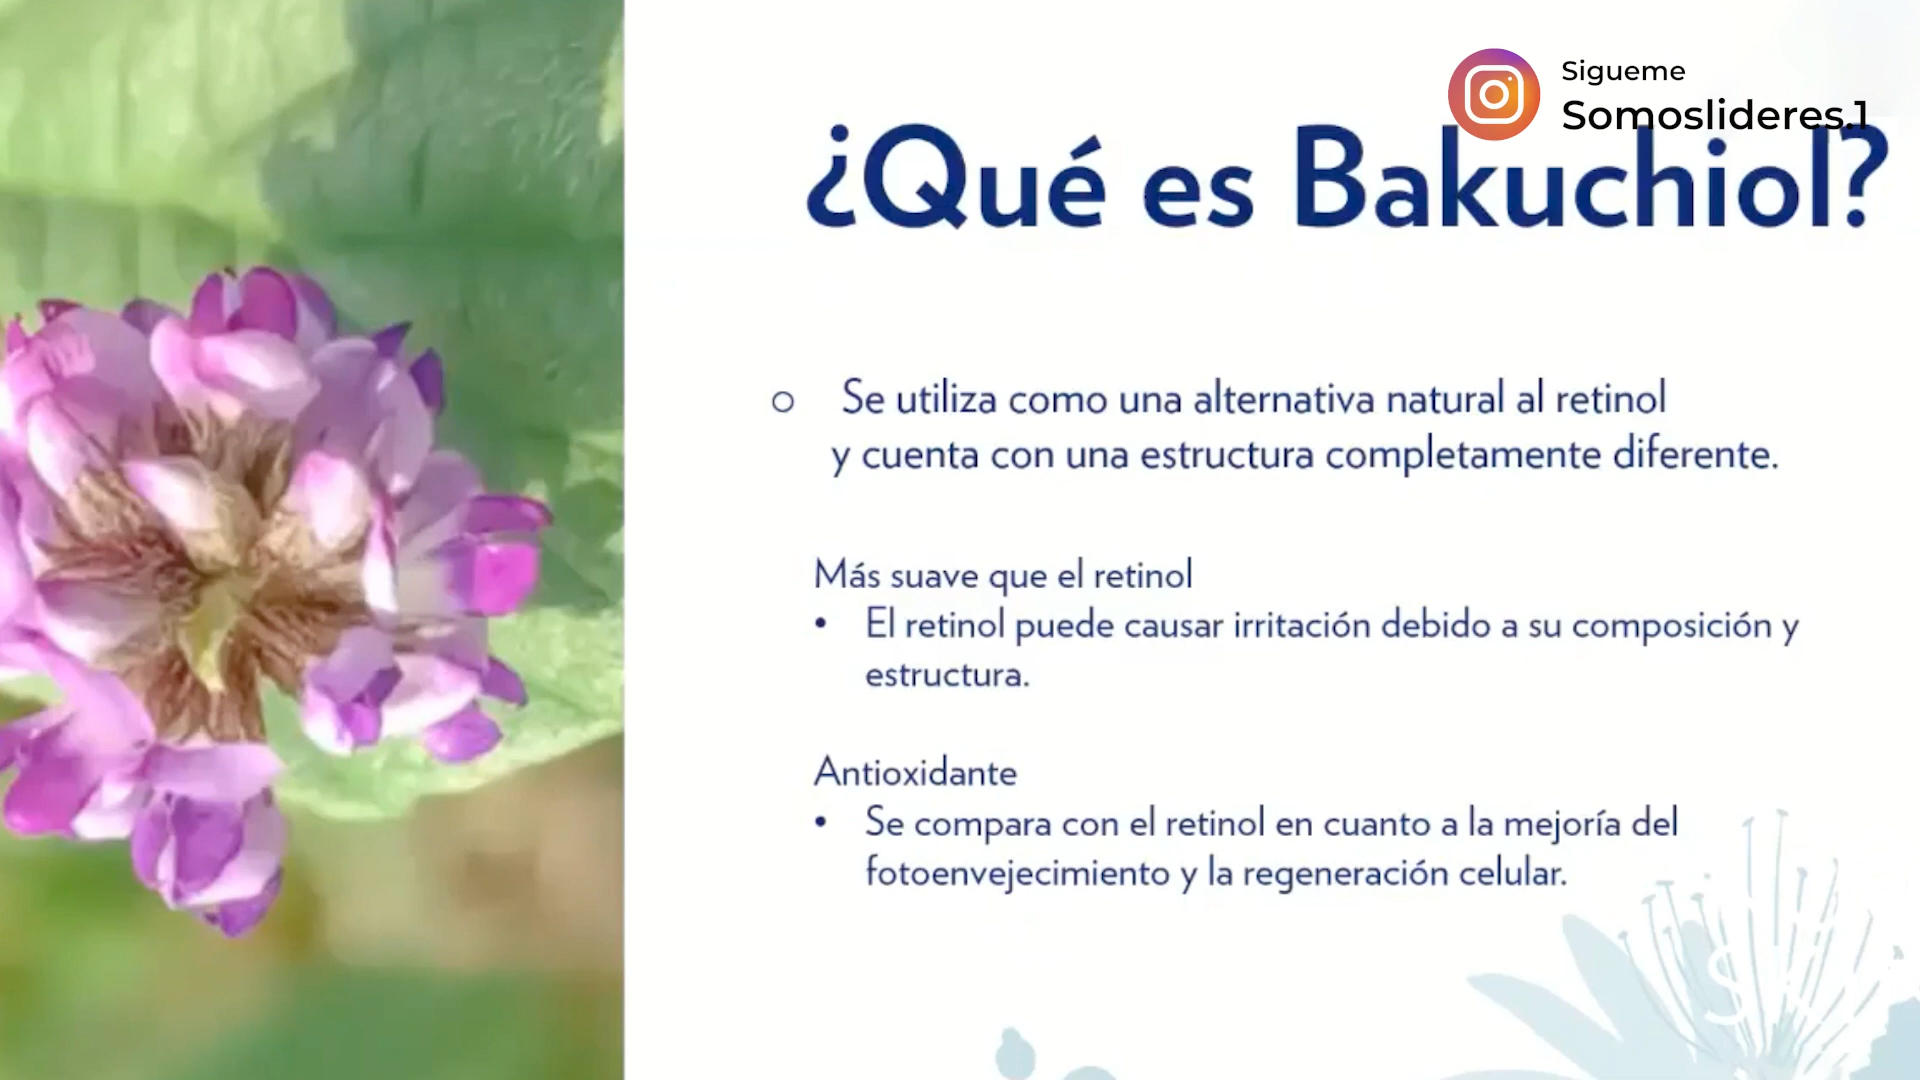 Sigueme
Somoslideres.1
¿Qué es Bakuchiol?
Se utiliza como una alternativa natural al retinol
y cuenta con una estructura completamente diferente.
Más suave que el retinol
• El retinol puede causar irritación debido a su composición y
estructura.
Antioxidante
• Se compara con el retinol en cuanto a la mejoría del
fotoenvejecimiento y la regeneración celular.